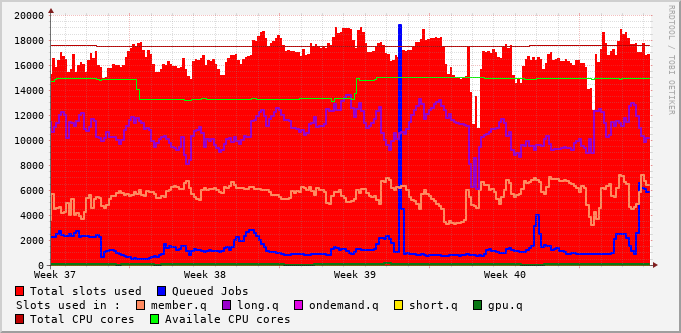 20000
18000
16000
14000
12000
10000
8000
6000
4000
2000
0
Week 37 Week 38 Week 39 Week 40
RRDTOOL / TOBI OETIKER
Total slots used Queued Jobs
Slots used in : member.q long.q ondemand.q short.q gpu.q
Total CPU cores Availale CPU cores